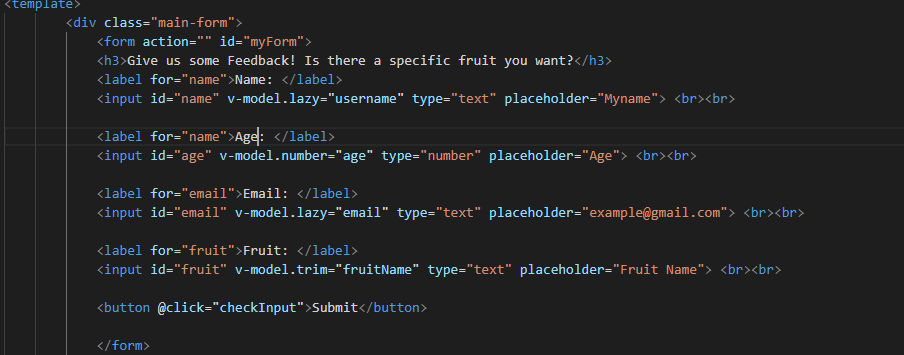 <template>
<div class="main-form">
<form action="" id="myForm">
<h3>Give us some Feedback! Is there a specific fruit you want?</h3>
<label for="name">Name: </label>
<input id="name" v-model.lazy="username" type="text" placeholder="Myname"> <br><br>
<label for="name">Age: </label>
<input id="age" v-model.number="age" type="number" placeholder="Age"> <br><br>
<label for="email">Email: </label>
<input id="email" v-model.lazy="email" type="text" placeholder="example@gmail.com"> <br><br>
<label for="fruit">Fruit: </label>
<input id="fruit" v-model.trim="fruitName" type="text" placeholder="Fruit Name"> <br><br>
<button @click="checkInput">Submit</button>
</form>